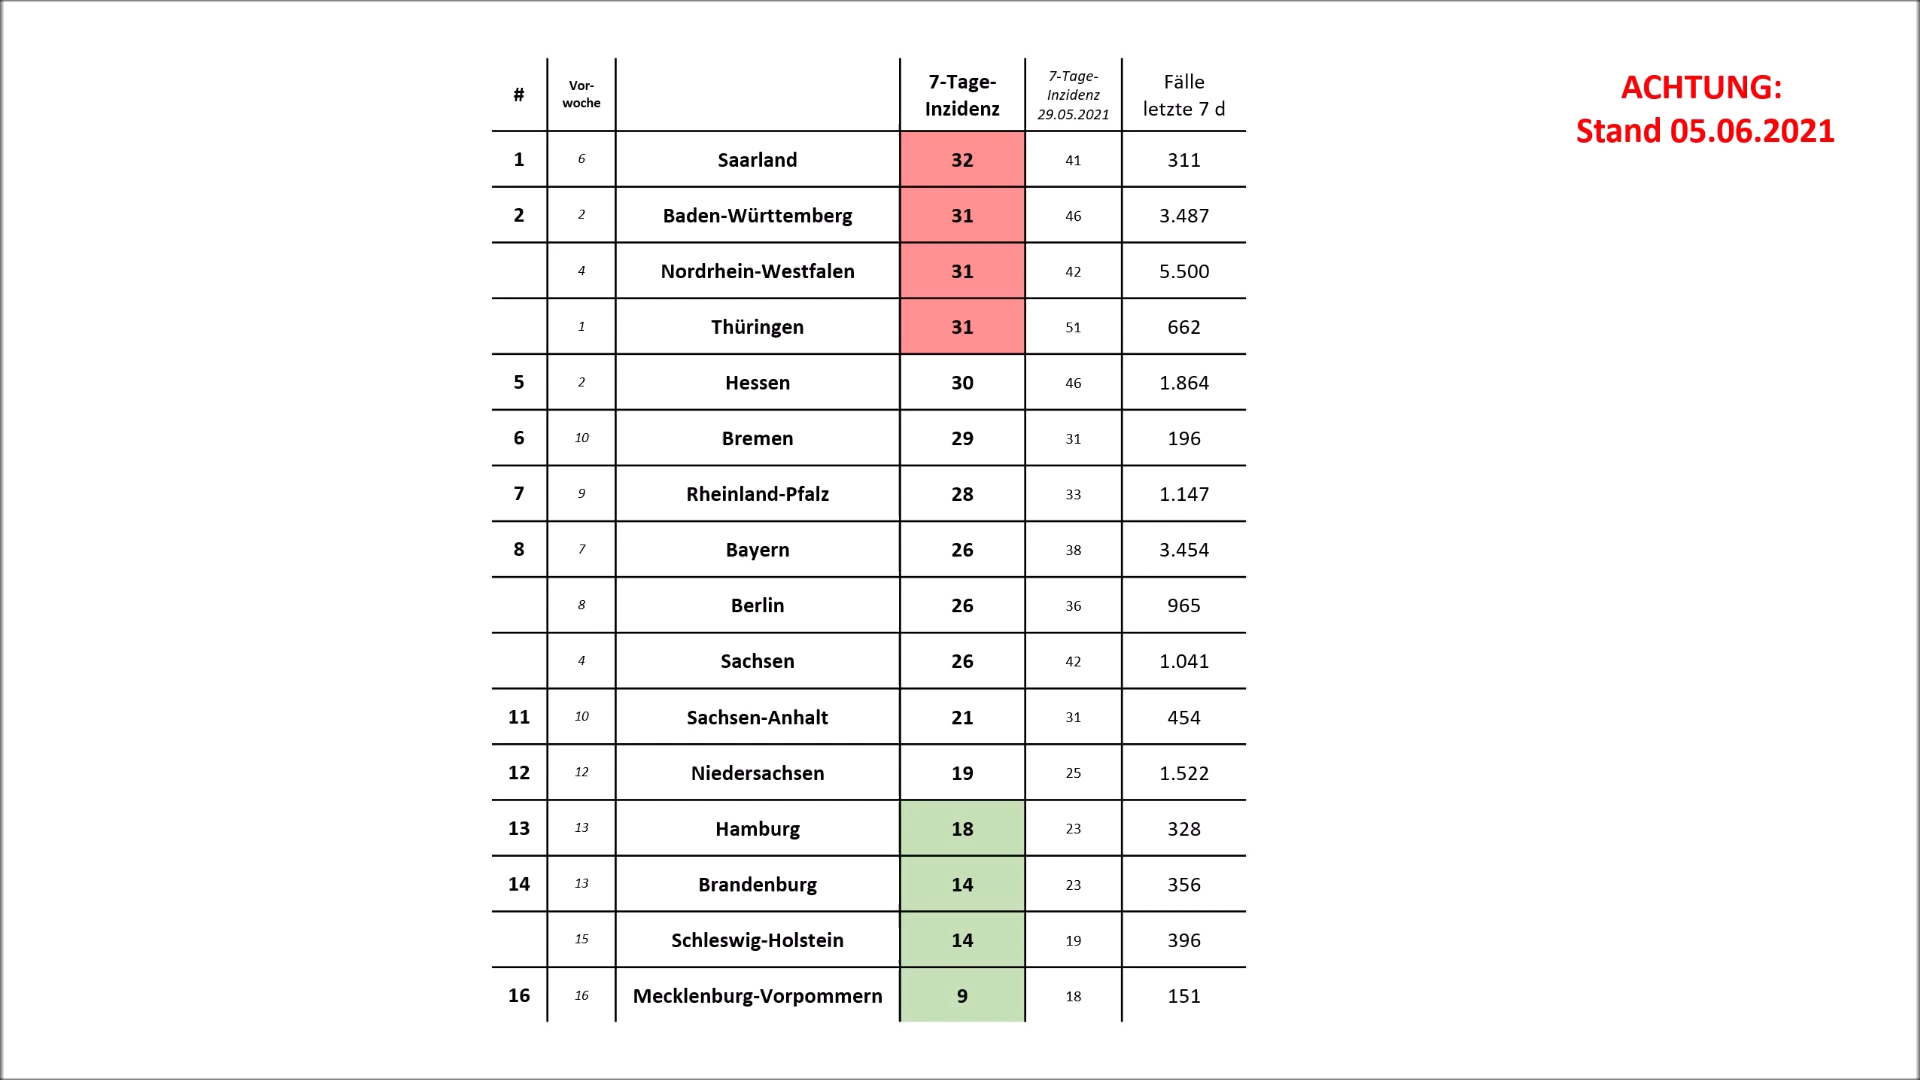 # Vor-woche 7-Tage-Inzidenz 7-Tage-Inzidenz 29.05.2021 Fälle letzte 7 d
1 6 Saarland 32 41 311
2 2 Baden-Württemberg 31 46 3.487
4 Nordrhein-Westfalen 31 42 5.500
1 Thüringen 31 51 662
5 2 Hessen 30 46 1.864
6 10 Bremen 29 31 196
7 9 Rheinland-Pfalz 28 33 1.147
8 7 Bayern 26 38 3.454
8 Berlin 26 36 965
4 Sachsen 26 42 1.041
11 10 Sachsen-Anhalt 21 31 454
12 12 Niedersachsen 19 25 1.522
13 13 Hamburg 18 23 328
14 13 Brandenburg 14 23 356
15 Schleswig-Holstein 14 19 396
16 16 Mecklenburg-Vorpommern 9 18 151
ACHTUNG:
Stand 05.06.2021